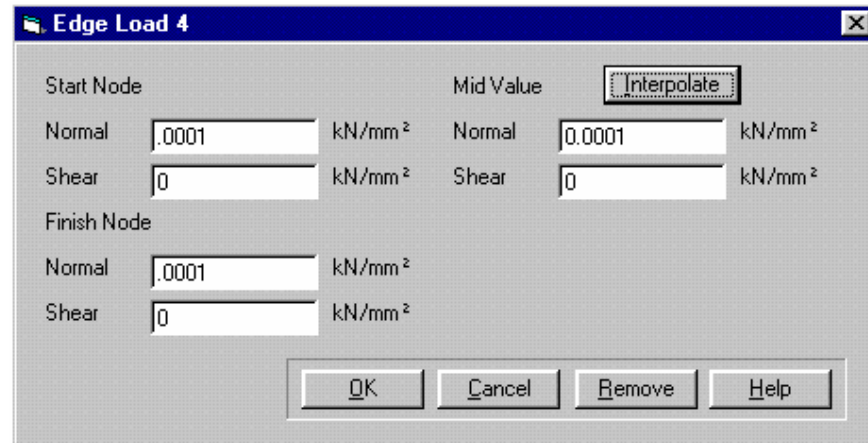 Edge Load 4
Start Node Mid Value Interpolate
Normal .0001 kN/mm² Normal 0.0001 kN/mm²
Shear 0 kN/mm² Shear 0 kN/mm²
Finish Node
Normal .0001 kN/mm²
Shear 0 kN/mm²
OK Cancel Remove Help